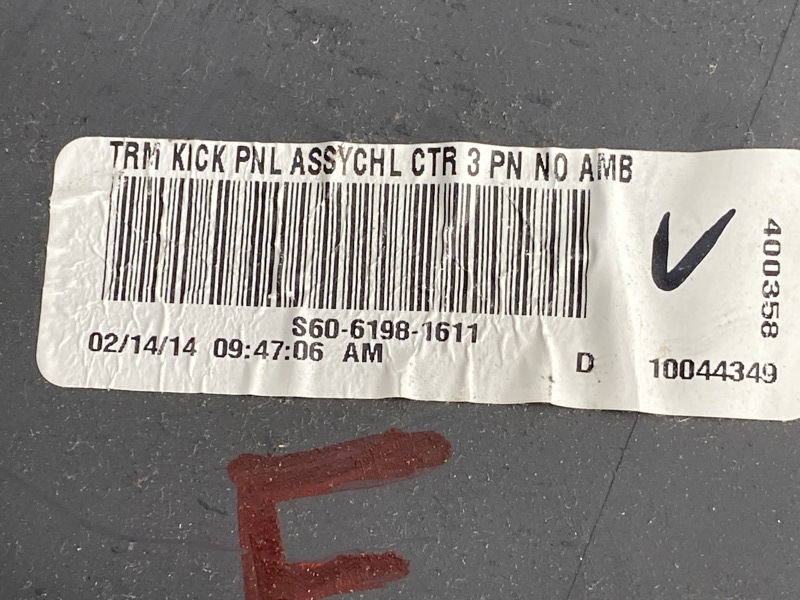 TRM KICK PNL ASSYCHL CTR 3 PN NO AMB
S60-6198-1611
02/14/14 09:47:06 AM
D 10044349
400358
E